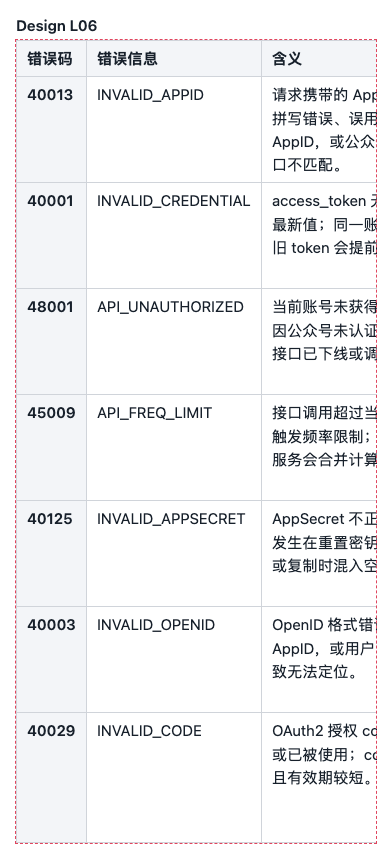 Design L06
错误码 错误信息 含义
40013 INVALID_APPID 请求携带的 App
拼写错误、误用
AppID，或公众
口不匹配。
40001 INVALID_CREDENTIAL access_token
最新值；同一账
旧 token 会提前
48001 API_UNAUTHORIZED 当前账号未获得
因公众号未认证
接口已下线或调
45009 API_FREQ_LIMIT 接口调用超过当
触发频率限制；
服务会合并计算
40125 INVALID_APPSECRET AppSecret 不正
发生在重置密钥
或复制时混入空
40003 INVALID_OPENID OpenID 格式错
AppID，或用户
致无法定位。
40029 INVALID_CODE OAuth2 授权 co
或已被使用；co
且有效期较短。